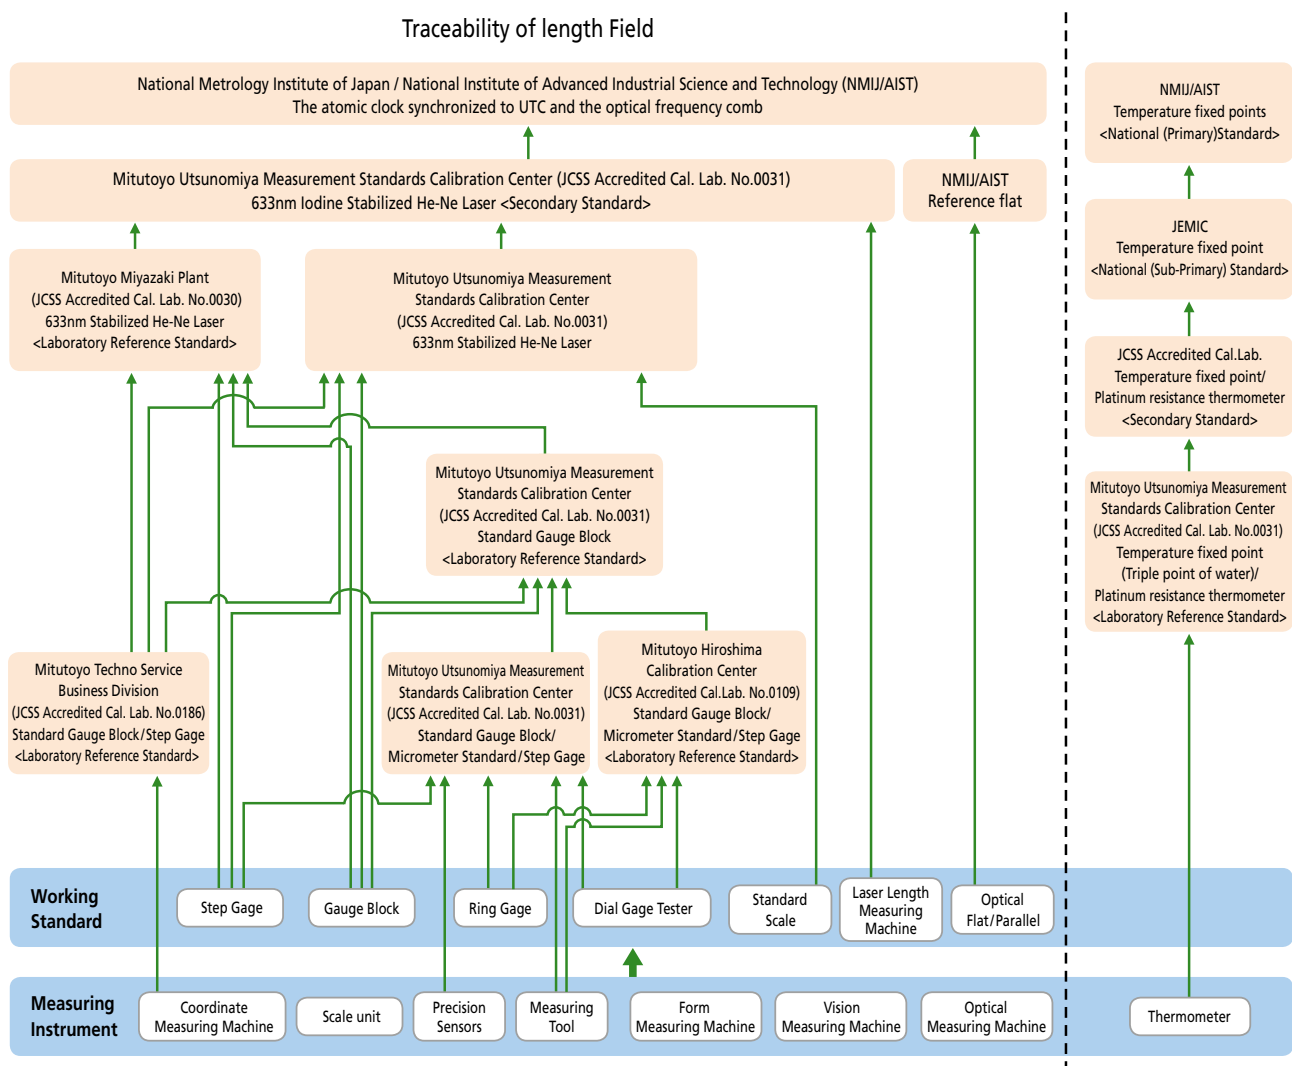 Traceability of length Field
National Metrology Institute of Japan / National Institute of Advanced Industrial Science and Technology (NMIJ/AIST)
The atomic clock synchronized to UTC and the optical frequency comb
Mitutoyo Utsunomiya Measurement Standards Calibration Center (JCSS Accredited Cal. Lab. No.0031)
633nm Iodine Stabilized He-Ne Laser <Secondary Standard>
NMIJ/AIST
Reference flat
Mitutoyo Miyazaki Plant
(JCSS Accredited Cal. Lab. No.0030)
633nm Stabilized He-Ne Laser
<Laboratory Reference Standard>
Mitutoyo Utsunomiya Measurement
Standards Calibration Center
(JCSS Accredited Cal. Lab. No.0031)
633nm Stabilized He-Ne Laser
Mitutoyo Utsunomiya Measurement
Standards Calibration Center
(JCSS Accredited Cal. Lab. No.0031)
Standard Gauge Block
<Laboratory Reference Standard>
Mitutoyo Techno Service
Business Division
(JCSS Accredited Cal. Lab. No.0186)
Standard Gauge Block/Step Gage
<Laboratory Reference Standard>
Mitutoyo Utsunomiya Measurement
Standards Calibration Center
(JCSS Accredited Cal. Lab. No.0031)
Standard Gauge Block/
Micrometer Standard/Step Gage
Mitutoyo Hiroshima
Calibration Center
(JCSS Accredited Cal.Lab. No.0109)
Standard Gauge Block/
Micrometer Standard/Step Gage
<Laboratory Reference Standard>
Working
Standard
Step Gage
Gauge Block
Ring Gage
Dial Gage Tester
Standard
Scale
Laser Length
Measuring
Machine
Optical
Flat/Parallel
Measuring
Instrument
Coordinate
Measuring Machine
Scale unit
Precision
Sensors
Measuring
Tool
Form
Measuring Machine
Vision
Measuring Machine
Optical
Measuring Machine
NMIJ/AIST
Temperature fixed points
<National (Primary)Standard>
JEMIC
Temperature fixed point
<National (Sub-Primary) Standard>
JCSS Accredited Cal.Lab.
Temperature fixed point/
Platinum resistance thermometer
<Secondary Standard>
Mitutoyo Utsunomiya Measurement
Standards Calibration Center
(JCSS Accredited Cal. Lab. No.0031)
Temperature fixed point
(Triple point of water)/
Platinum resistance thermometer
<Laboratory Reference Standard>
Thermometer